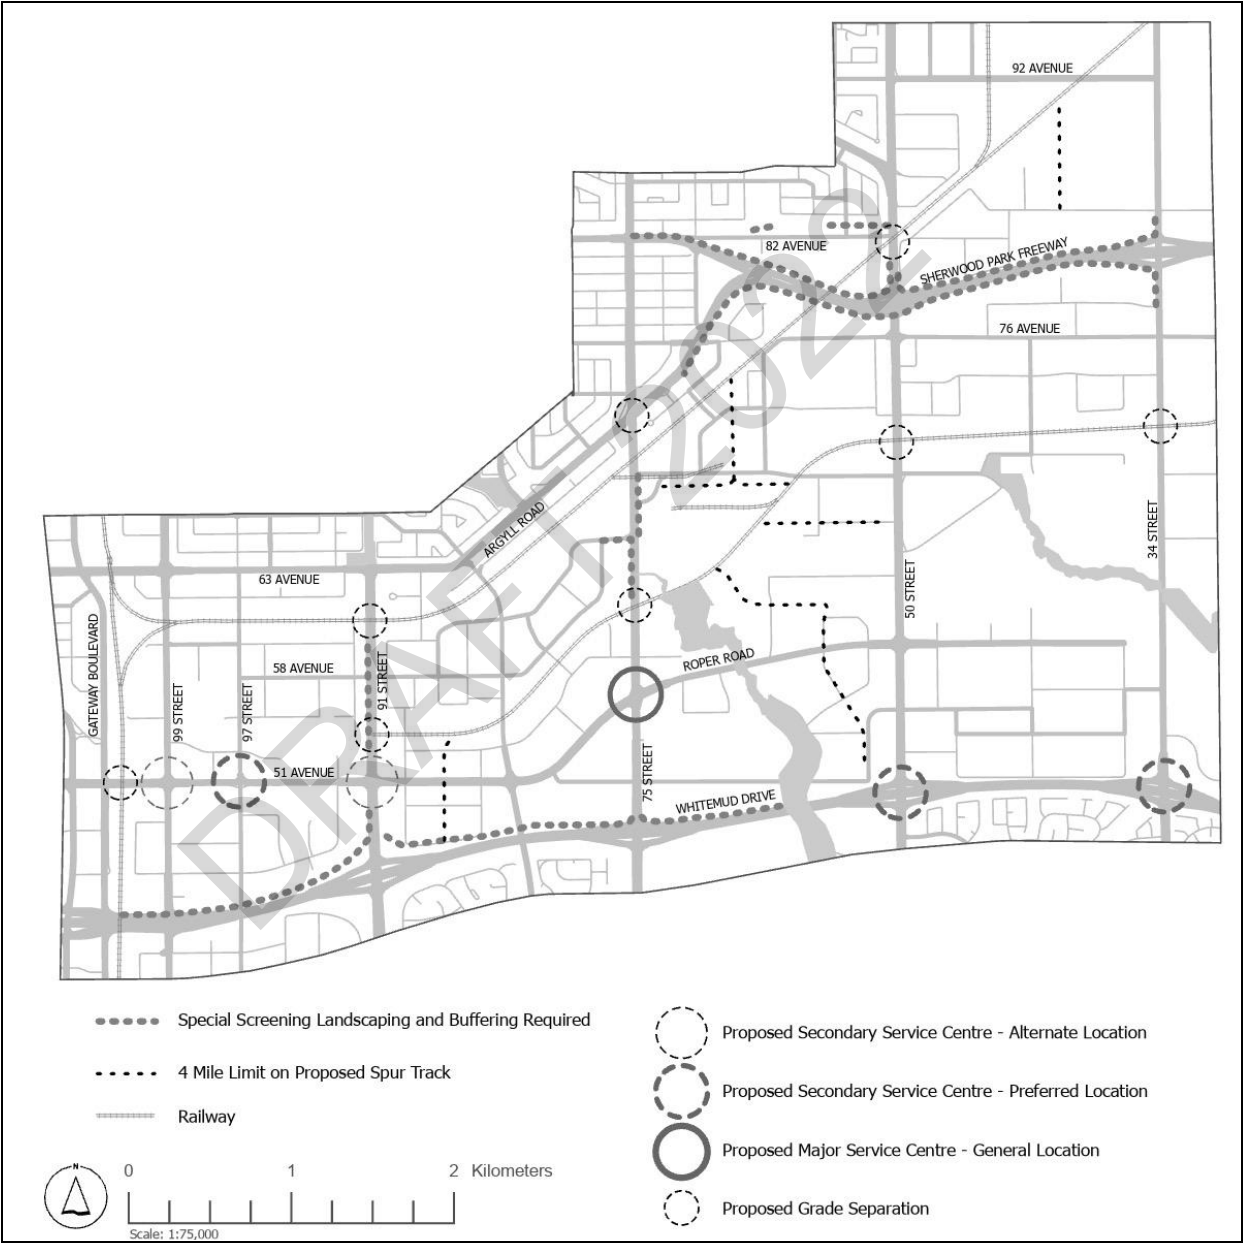 92 AVENUE
82 AVENUE
SHERWOOD PARK FREEWAY
76 AVENUE
ARGYLL ROAD
34 STREET
63 AVENUE
50 STREET
GATEWAY BOULEVARD
58 AVENUE
91 STREET
ROPER ROAD
99 STREET
97 STREET
51 AVENUE
75 STREET
WHITEMUD DRIVE
DRAFT 2022
Special Screening Landscaping and Buffering Required
4 Mile Limit on Proposed Spur Track
Railway
Proposed Secondary Service Centre - Alternate Location
Proposed Secondary Service Centre - Preferred Location
Proposed Major Service Centre - General Location
Proposed Grade Separation
N
0 1 2 Kilometers
Scale: 1:75,000